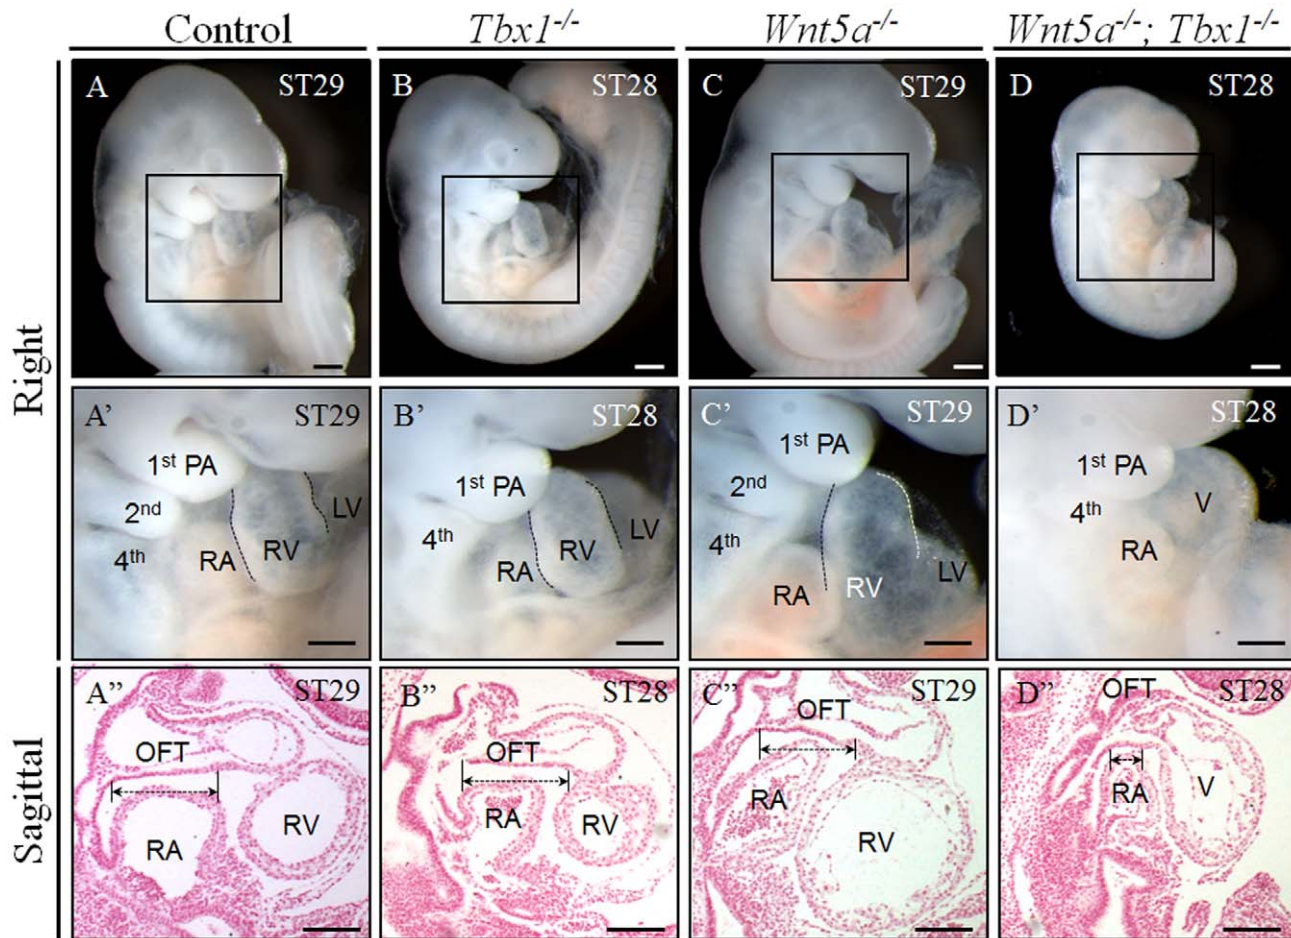 Control Tbx1-/- Wnt5a-/- Wnt5a-/-; Tbx1-/-
Right
A ST29 B ST28 C ST29 D ST28
A' ST29 B' ST28 C' ST29 D' ST28
1st PA 1st PA 1st PA 1st PA
2nd LV LV 2nd V
4th RA RV 4th RA RV RA RV LV 4th RA
Sagittal
A" ST29 B" ST28 C" ST29 D" ST28
OFT OFT OFT OFT
RA RV RA RV RA RV RA V